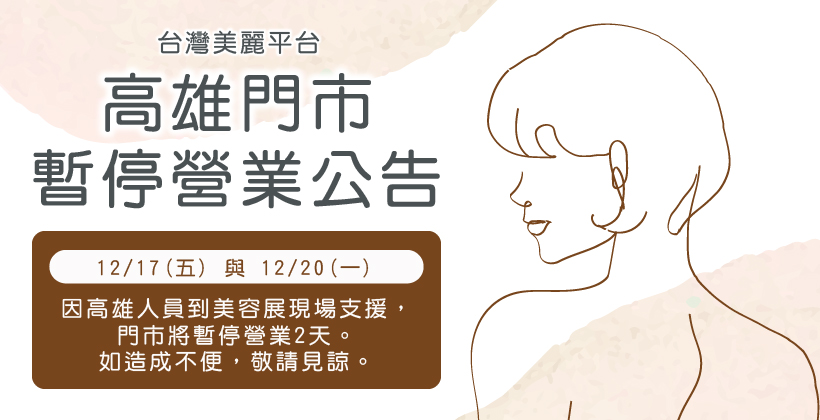 台灣美麗平台
高雄門市
暫停營業公告
12/17(五) 與 12/20(一)
因高雄人員到美容展現場支援，
門市將暫停營業2天。
如造成不便，敬請見諒。